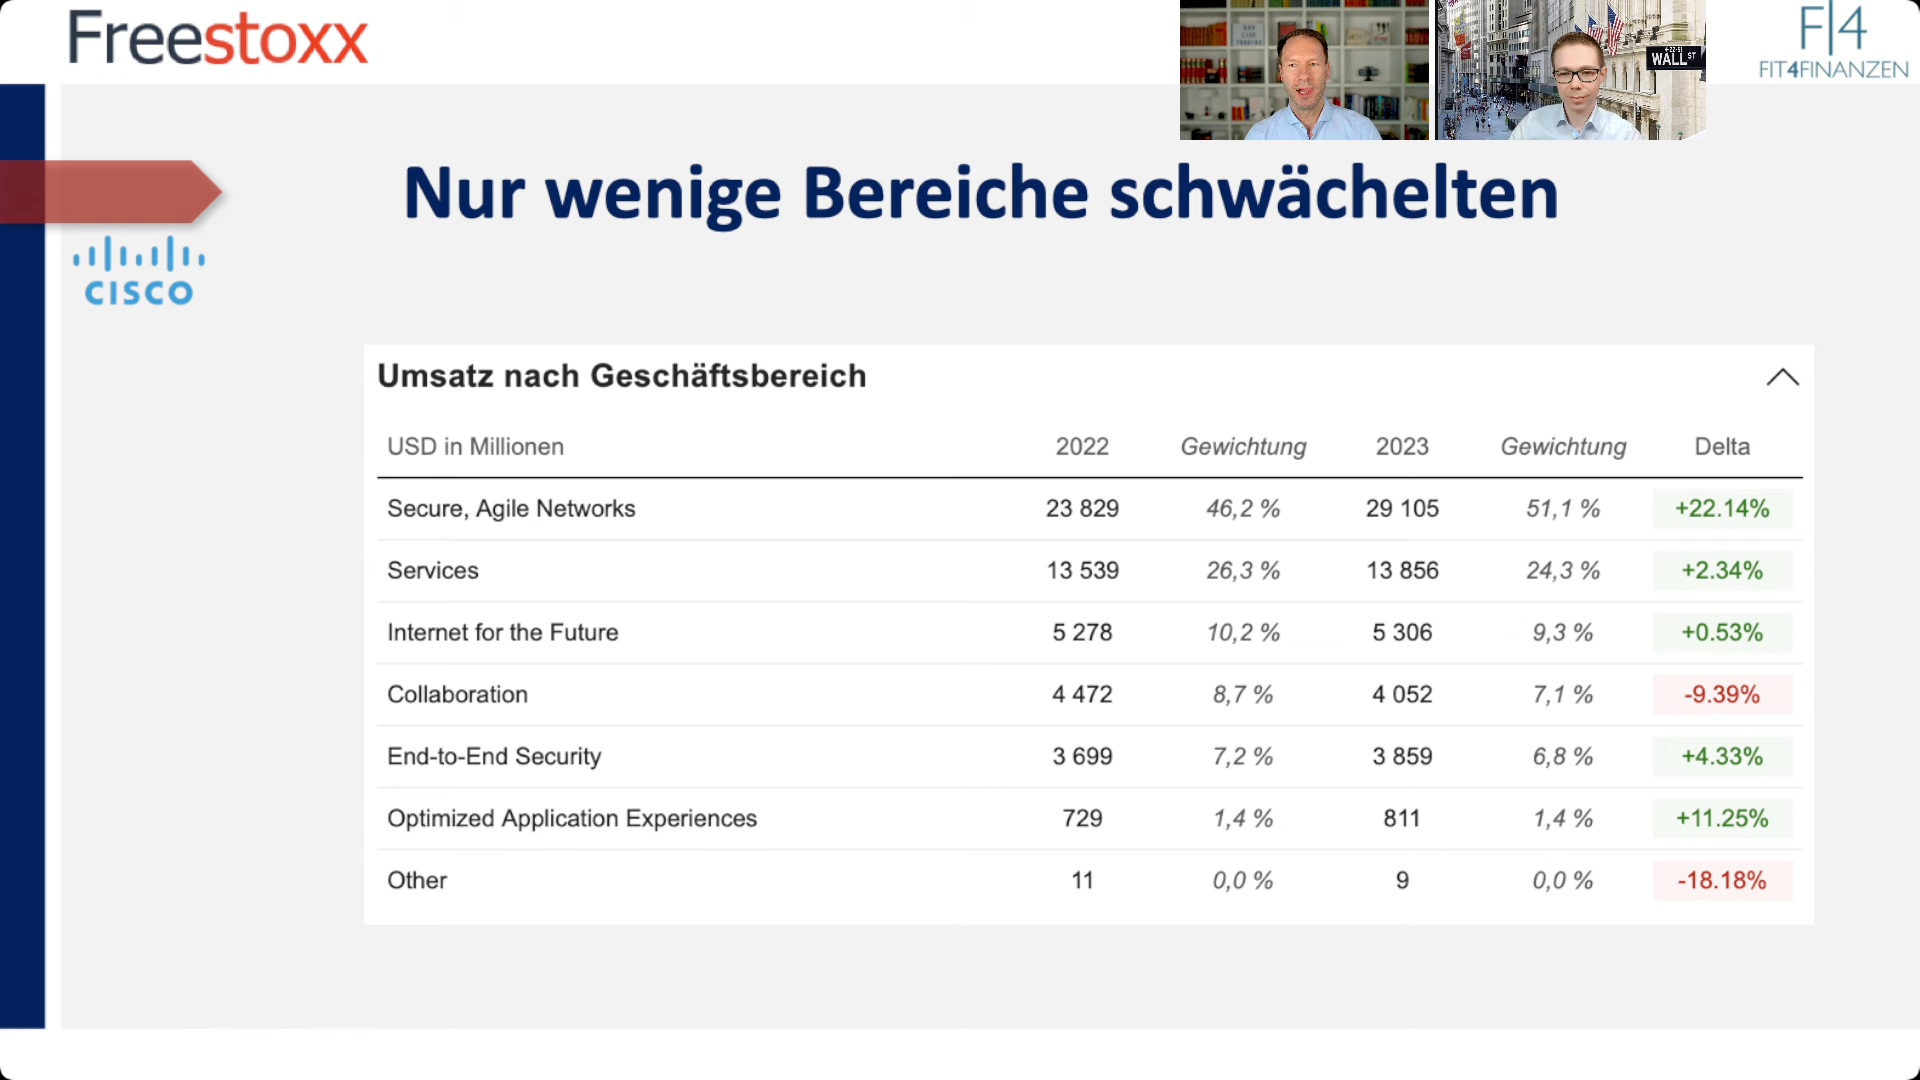 Freestoxx
WALL ST
F|4
FIT4FINANZEN
Nur wenige Bereiche schwächelten
CISCO
Umsatz nach Geschäftsbereich
USD in Millionen 2022 Gewichtung 2023 Gewichtung Delta
Secure, Agile Networks 23 829 46,2 % 29 105 51,1 % +22.14%
Services 13 539 26,3 % 13 856 24,3 % +2.34%
Internet for the Future 5 278 10,2 % 5 306 9,3 % +0.53%
Collaboration 4 472 8,7 % 4 052 7,1 % -9.39%
End-to-End Security 3 699 7,2 % 3 859 6,8 % +4.33%
Optimized Application Experiences 729 1,4 % 811 1,4 % +11.25%
Other 11 0,0 % 9 0,0 % -18.18%